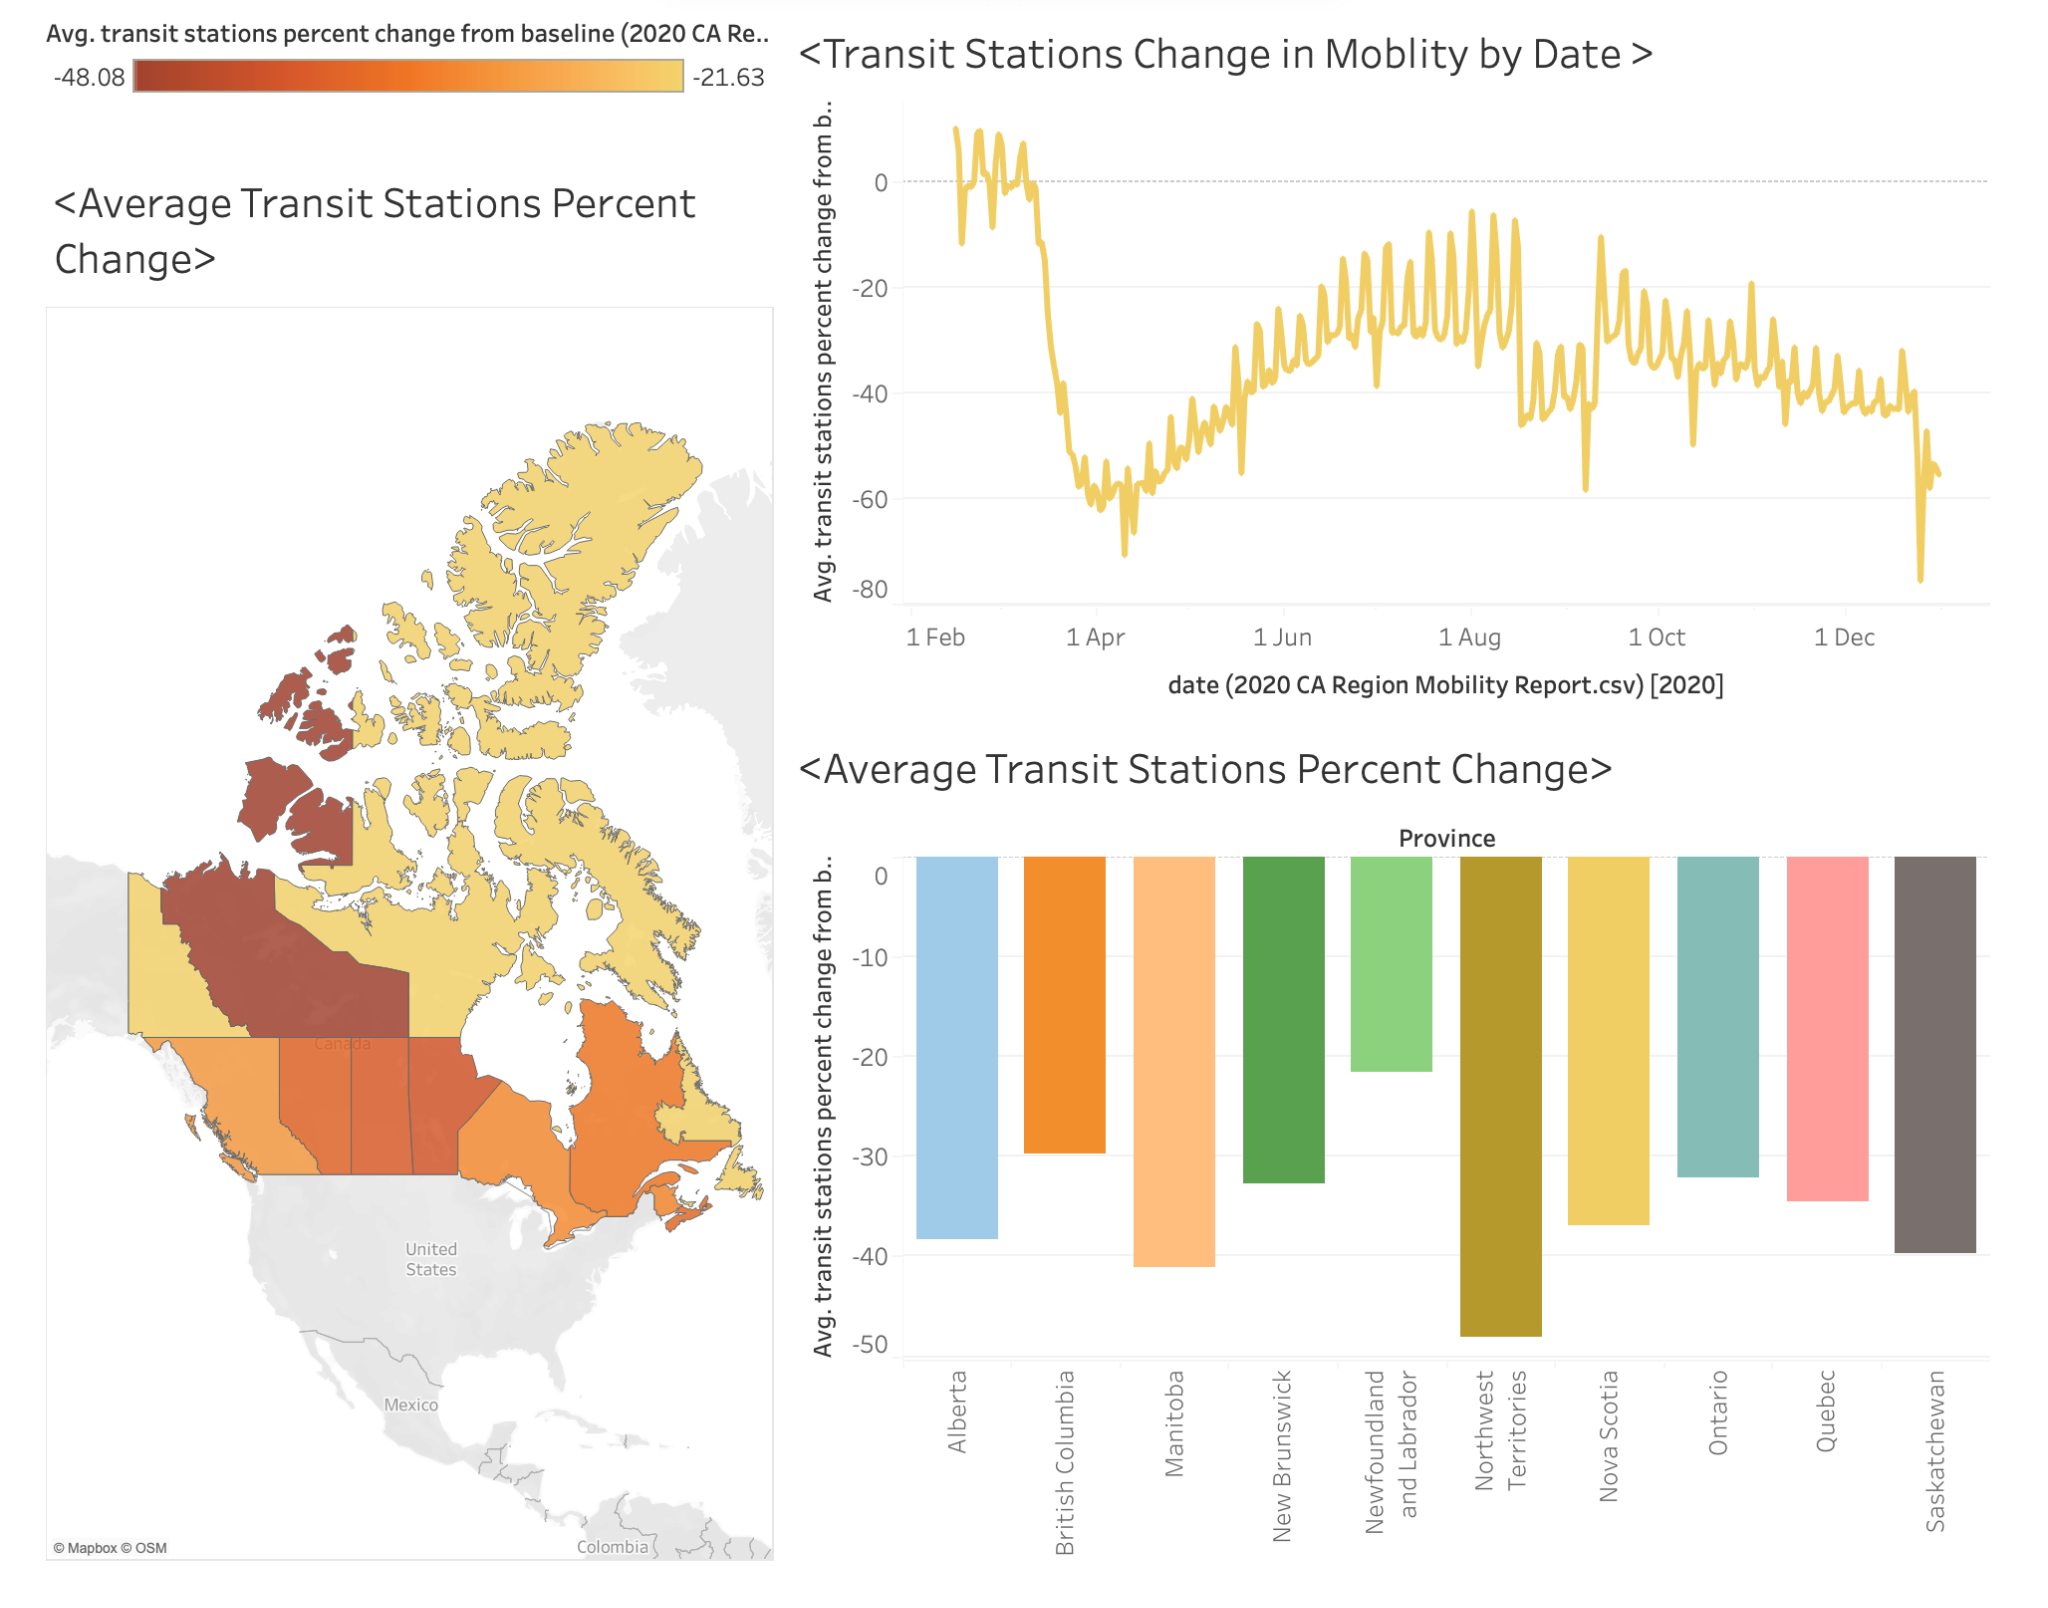 Avg. transit stations percent change from baseline (2020 CA Re..
-48.08
-21.63
<Average Transit Stations Percent
Change>
Canada
United
States
Mexico
Colombia
© Mapbox © OSM
<Transit Stations Change in Moblity by Date >
Avg. transit stations percent change from b..
0
-20
-40
-60
-80
1 Feb
1 Apr
1 Jun
1 Aug
1 Oct
1 Dec
date (2020 CA Region Mobility Report.csv) [2020]
<Average Transit Stations Percent Change>
Province
Avg. transit stations percent change from b..
0
-10
-20
-30
-40
-50
Alberta
British Columbia
Manitoba
New Brunswick
Newfoundland
and Labrador
Northwest
Territories
Nova Scotia
Ontario
Quebec
Saskatchewan